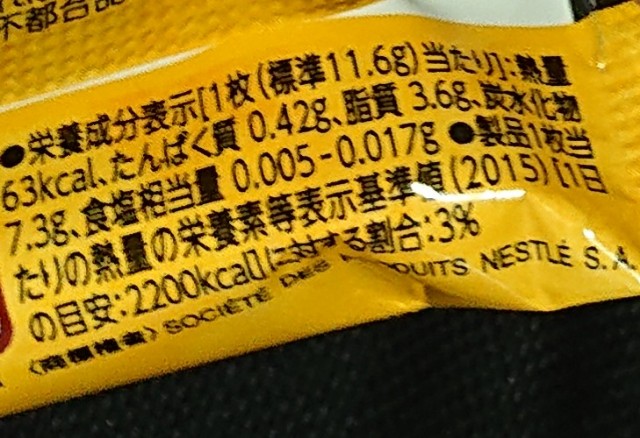 不都合品
●栄養成分表示[1枚(標準11.6g)当たり]:熱量
63kcal、たんぱく質 0.42g、脂質 3.6g、炭水化物
7.3g、食塩相当量 0.005-0.017g ●製品1枚当
たりの熱量の栄養素等表示基準値(2015)[1日
の目安:2200kcal]に対する割合:3%
〈商標権者〉SOCIÉTÉ DES PRODUITS NESTLÉ S.A.